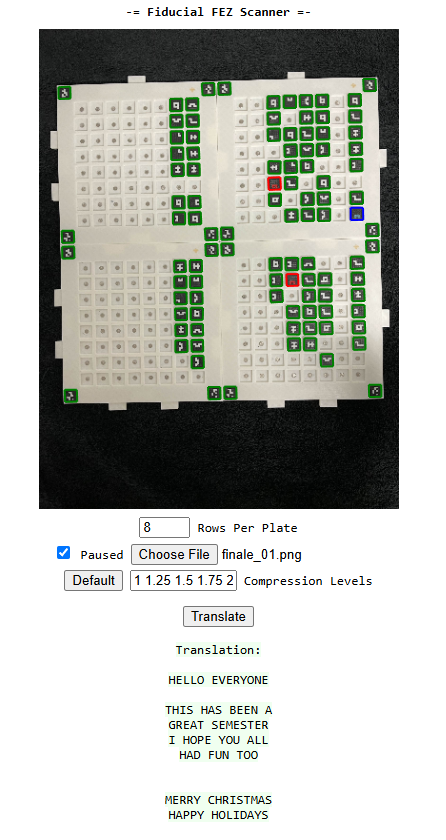 -= Fiducial FEZ Scanner =-
8 Rows Per Plate
Paused Choose File finale_01.png
Default 1 1.25 1.5 1.75 2 Compression Levels
Translate
Translation:
HELLO EVERYONE
THIS HAS BEEN A
GREAT SEMESTER
I HOPE YOU ALL
HAD FUN TOO
MERRY CHRISTMAS
HAPPY HOLIDAYS